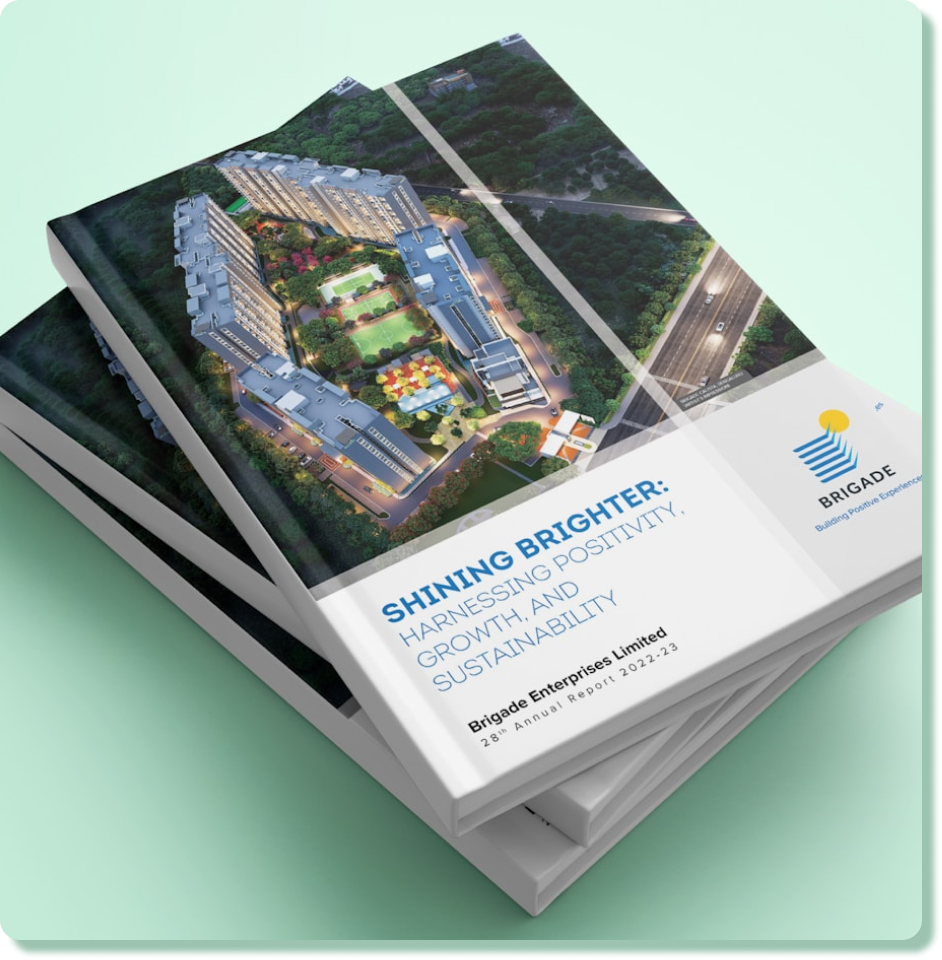 SHINING BRIGHTER:
HARNESSING POSITIVITY,
GROWTH, AND
SUSTAINABILITY
Brigade Enterprises Limited
28th Annual Report 2022-23
BRIGADE
Building Positive Experiences